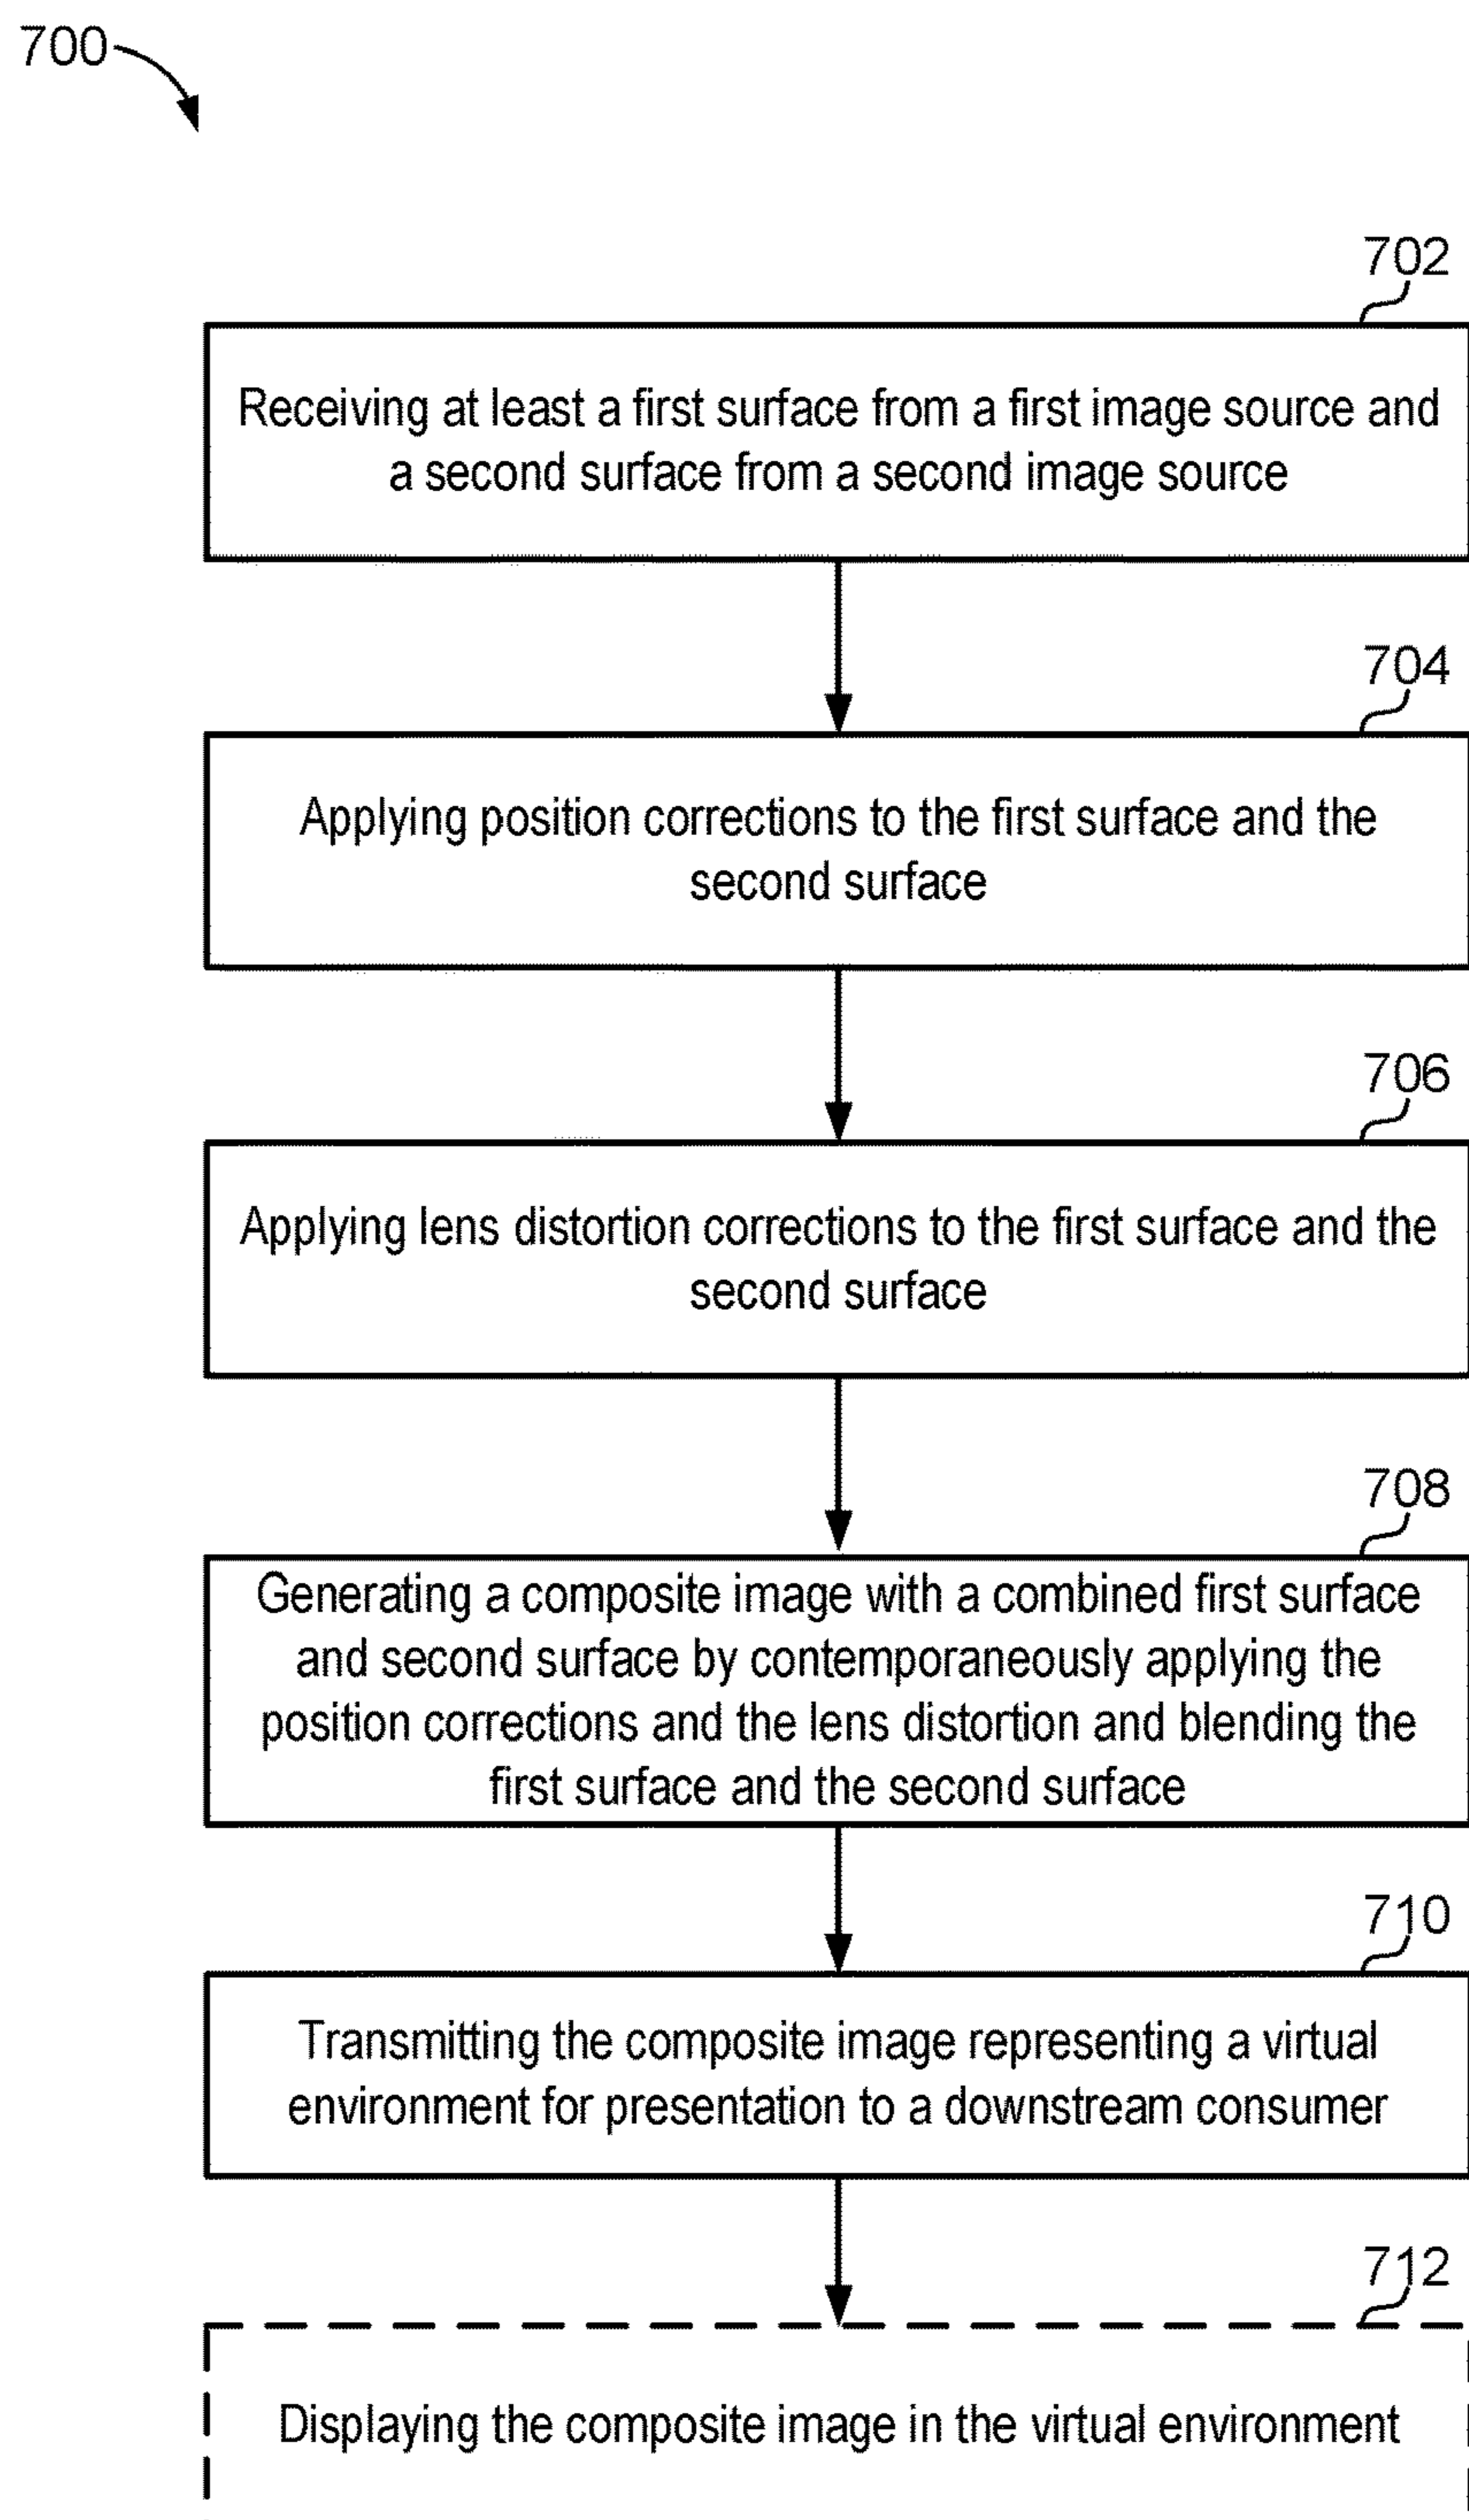 700
702
Receiving at least a first surface from a first image source and
a second surface from a second image source
704
Applying position corrections to the first surface and the
second surface
706
Applying lens distortion corrections to the first surface and the
second surface
708
Generating a composite image with a combined first surface
and second surface by contemporaneously applying the
position corrections and the lens distortion and blending the
first surface and the second surface
710
Transmitting the composite image representing a virtual
environment for presentation to a downstream consumer
712
Displaying the composite image in the virtual environment